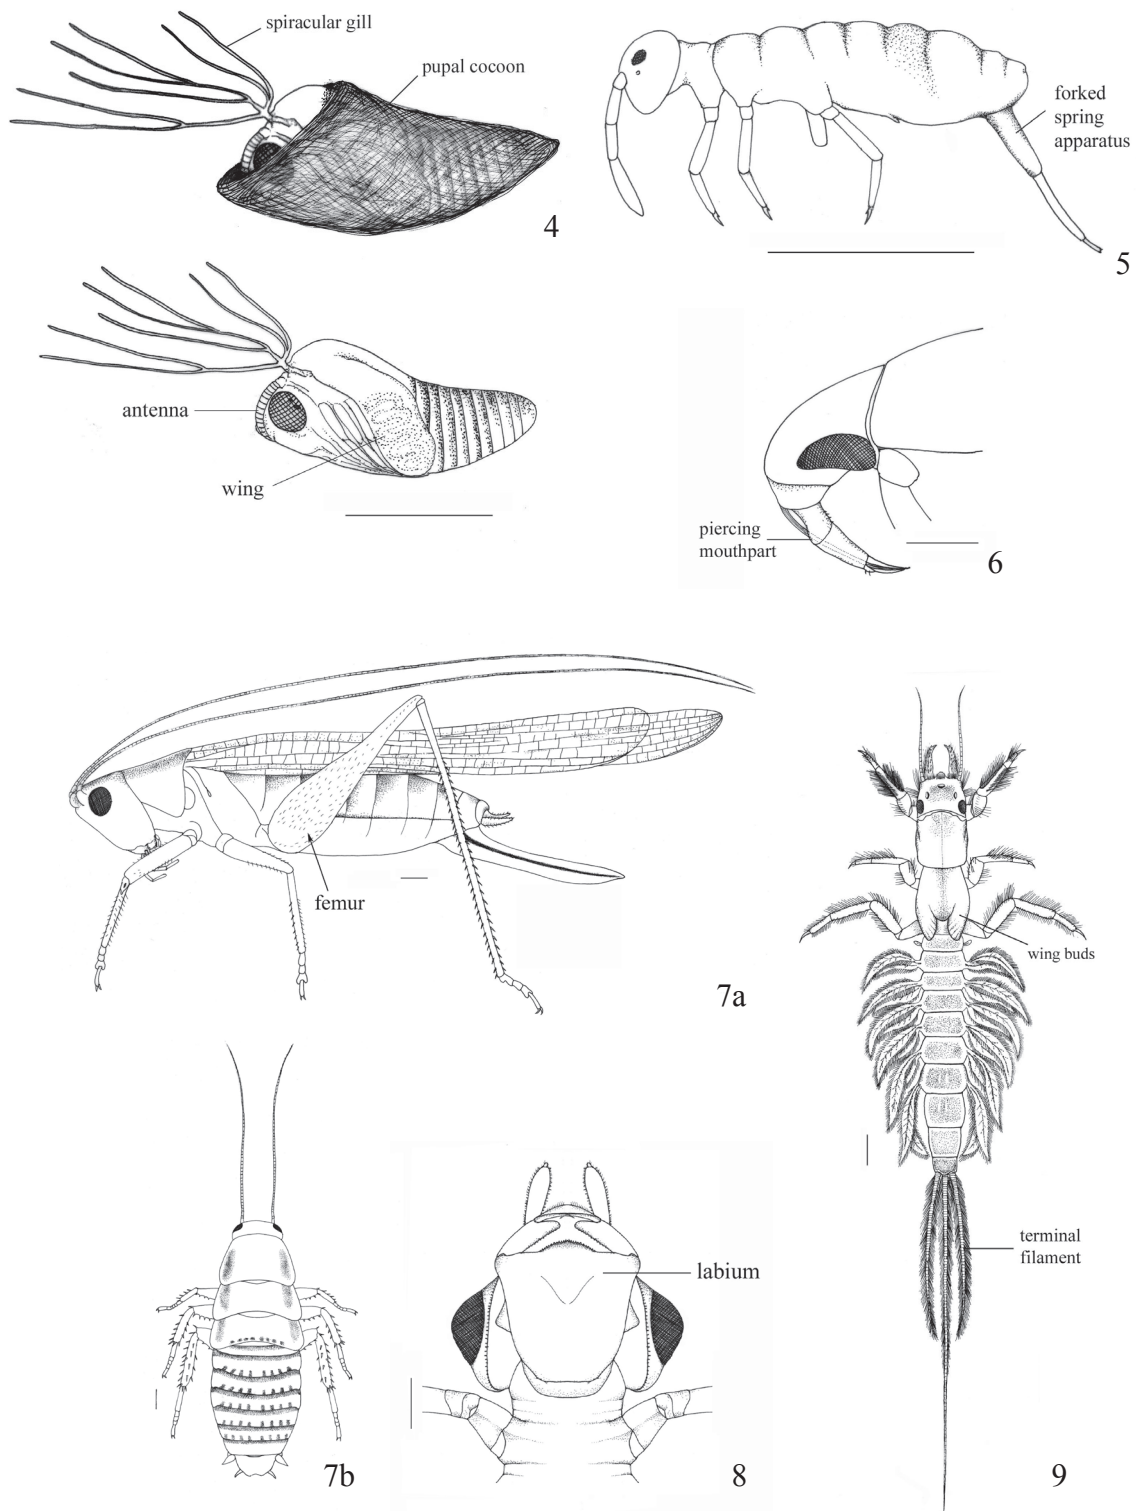 spiracular gill
pupal cocoon
4
forked
spring
apparatus
5
antenna
wing
piercing
mouthpart
6
femur
7a
wing buds
terminal
filament
9
7b
labium
8